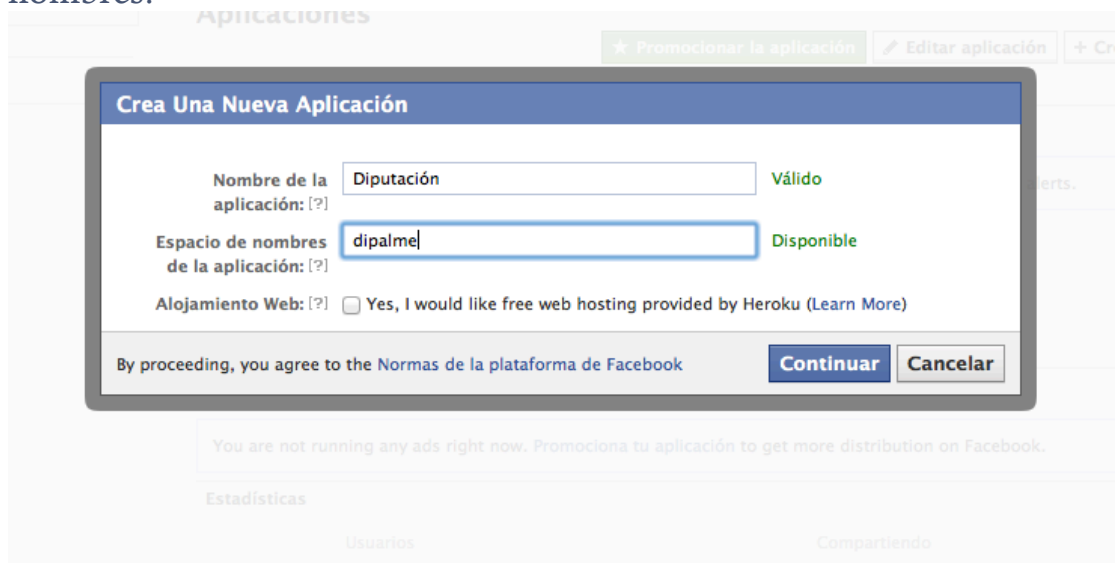 nombres.
Aplicaciones
★ Promocionar la aplicación Editar aplicación + Cr
Crea Una Nueva Aplicación
Nombre de la Diputación Válido
aplicación: [?]
alerts.
Espacio de nombres dipalme Disponible
de la aplicación: [?]
Alojamiento Web: [?] Yes, I would like free web hosting provided by Heroku (Learn More)
By proceeding, you agree to the Normas de la plataforma de Facebook Continuar Cancelar
You are not running any ads right now. Promociona tu aplicación to get more distribution on Facebook.
Estadísticas
Usuarios Compartiendo